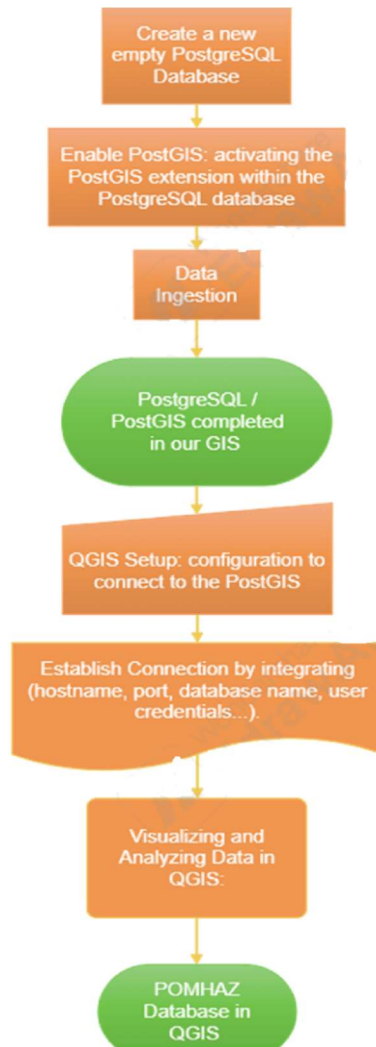 Create a new
empty PostgreSQL
Database
Enable PostGIS: activating the
PostGIS extension within the
PostgreSQL database
Data
Ingestion
PostgreSQL /
PostGIS completed
in our GIS
QGIS Setup: configuration to
connect to the PostGIS
Establish Connection by integrating
(hostname, port, database name, user
credentials...).
Visualizing and
Analyzing Data in
QGIS:
POMHAZ
Database in
QGIS